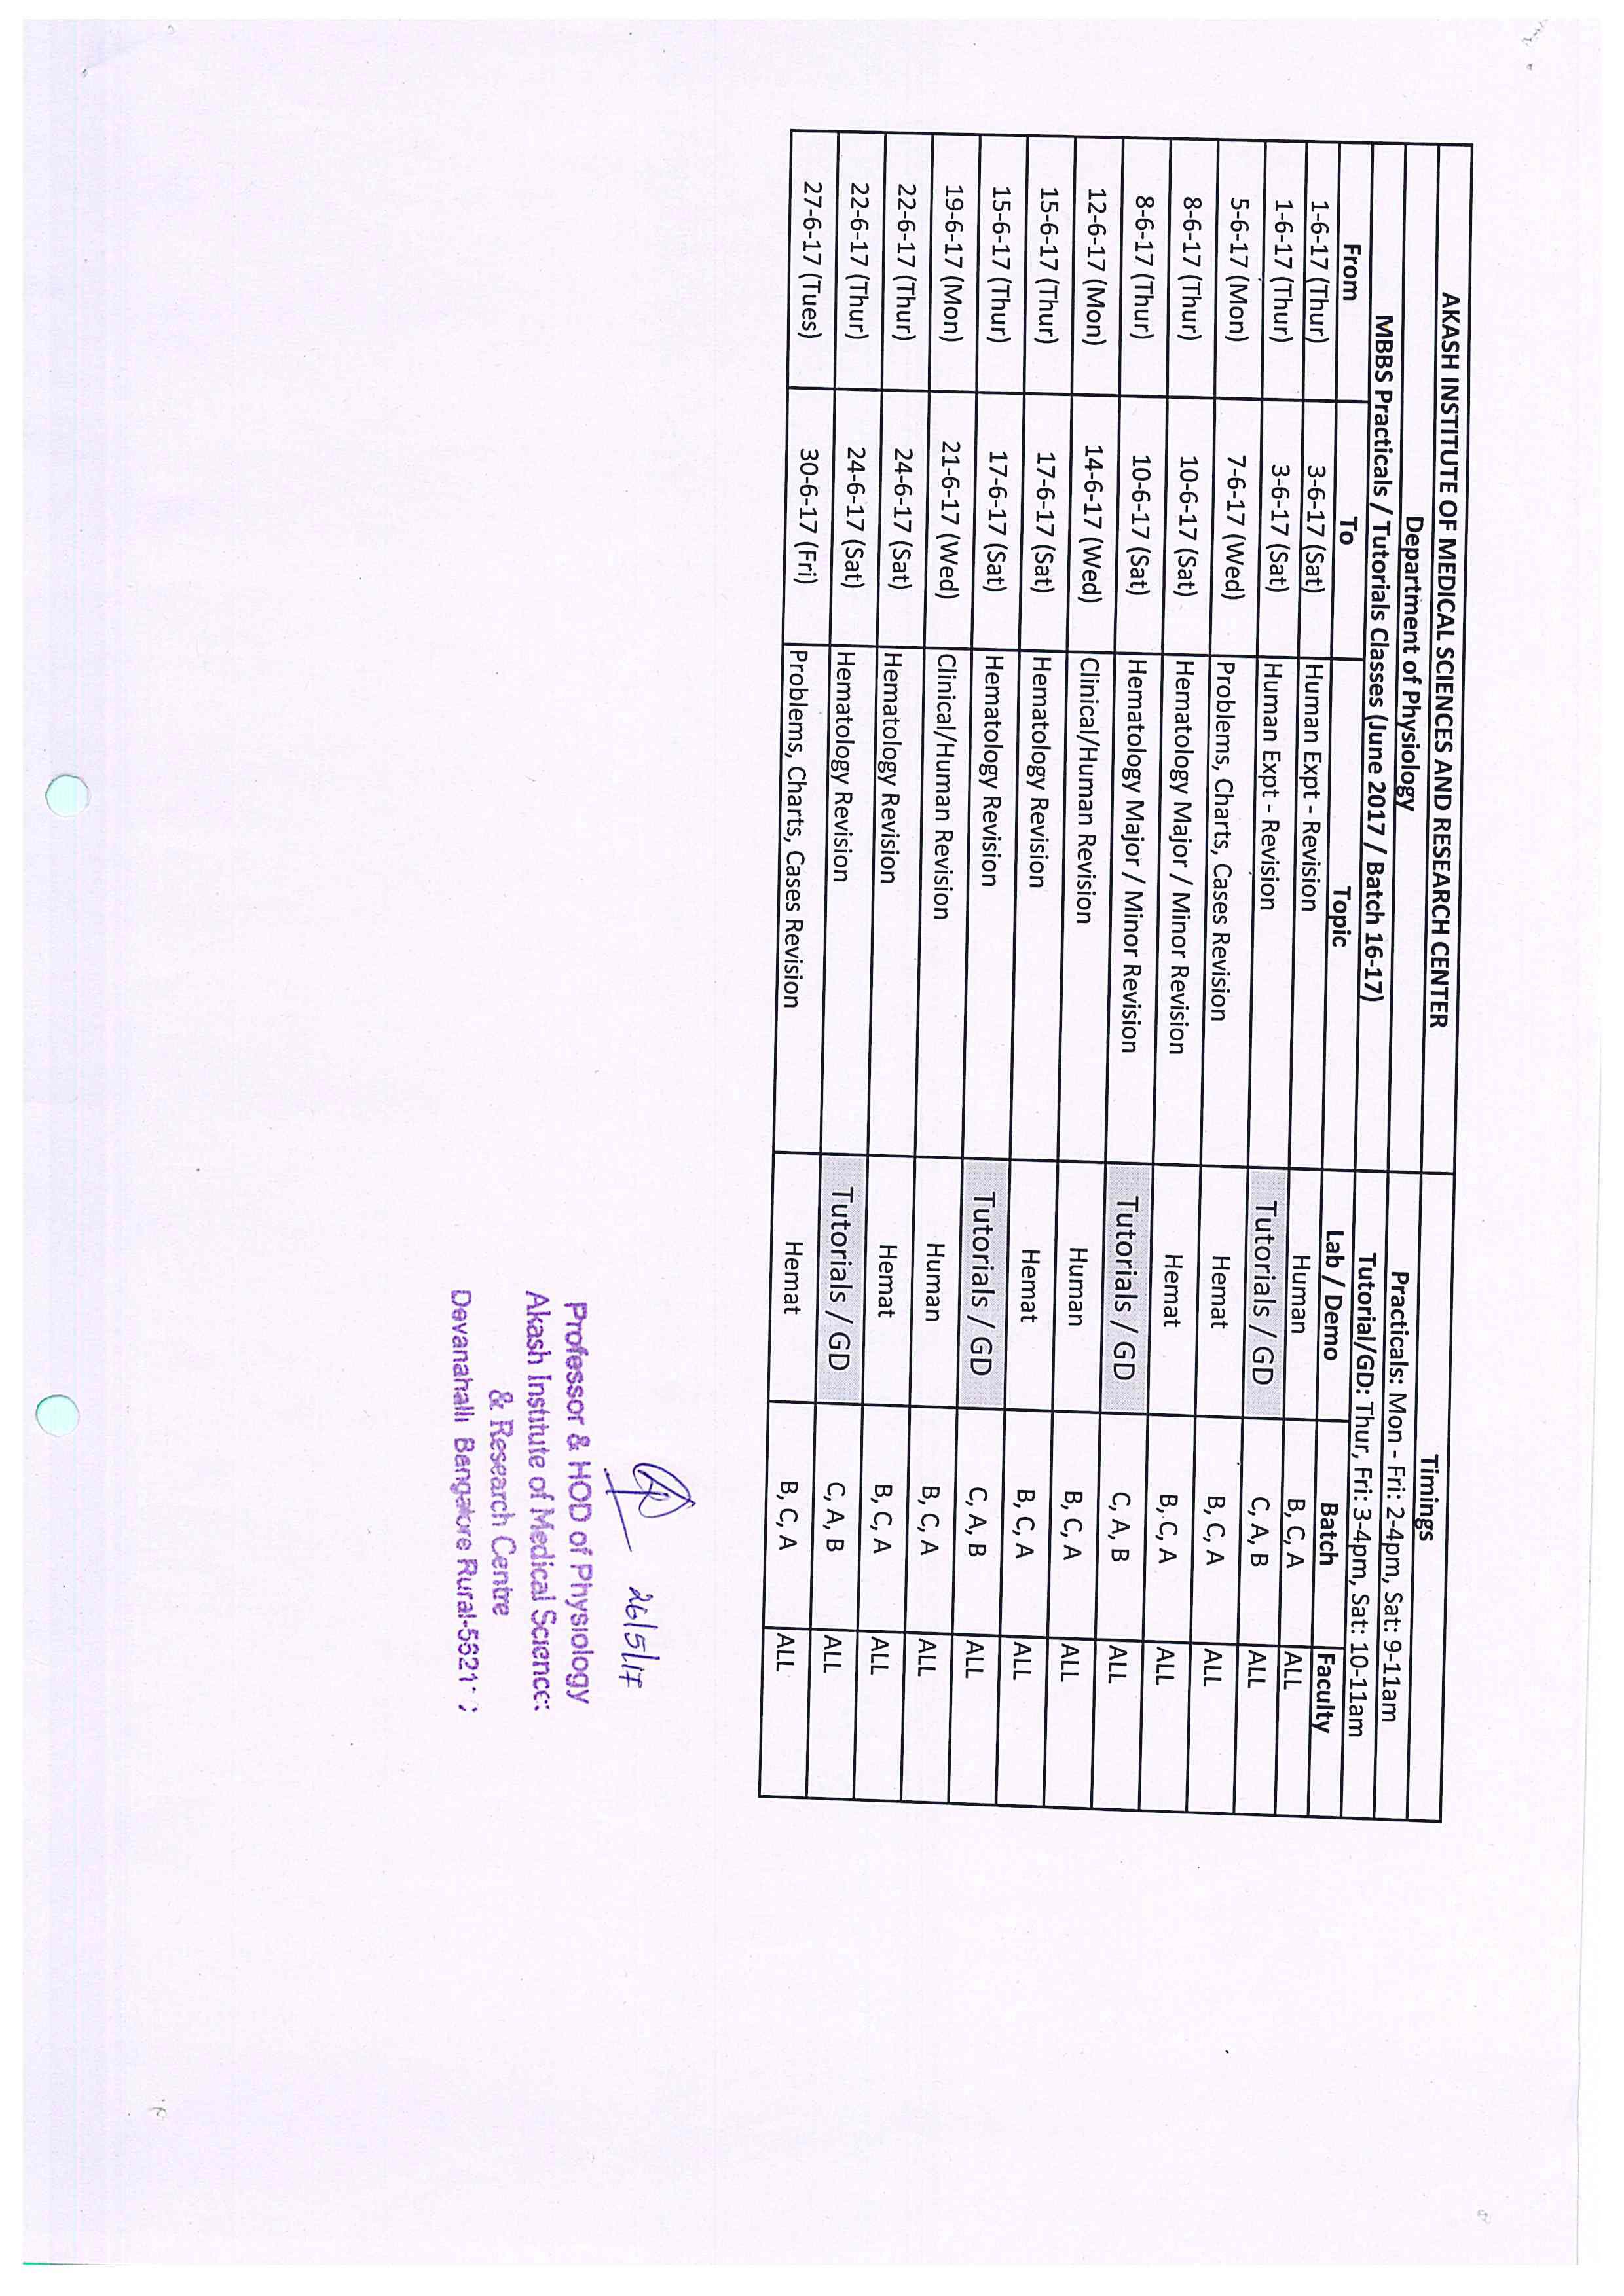 AKASH INSTITUTE OF MEDICAL SCIENCES AND RESEARCH CENTER
Timings
Department of Physiology
Practicals: Mon - Fri: 2-4pm, Sat: 9-11am
MBBS Practicals / Tutorials Classes (June 2017 / Batch 16-17)
Tutorial/GD: Thur, Fri: 3-4pm, Sat: 10-11am
From To Topic Lab / Demo Batch Faculty
1-6-17 (Thur) 3-6-17 (Sat) Human Expt - Revision Human B, C, A ALL
1-6-17 (Thur) 3-6-17 (Sat) Human Expt - Revision Tutorials / GD C, A, B ALL
5-6-17 (Mon) 7-6-17 (Wed) Problems, Charts, Cases Revision Hemat B, C, A ALL
8-6-17 (Thur) 10-6-17 (Sat) Hematology Major / Minor Revision Hemat B, C, A ALL
8-6-17 (Thur) 10-6-17 (Sat) Hematology Major / Minor Revision Tutorials / GD C, A, B ALL
12-6-17 (Mon) 14-6-17 (Wed) Clinical/Human Revision Human B, C, A ALL
15-6-17 (Thur) 17-6-17 (Sat) Hematology Revision Hemat B, C, A ALL
15-6-17 (Thur) 17-6-17 (Sat) Hematology Revision Tutorials / GD C, A, B ALL
19-6-17 (Mon) 21-6-17 (Wed) Clinical/Human Revision Human B, C, A ALL
22-6-17 (Thur) 24-6-17 (Sat) Hematology Revision Hemat B, C, A ALL
22-6-17 (Thur) 24-6-17 (Sat) Hematology Revision Tutorials / GD C, A, B ALL
27-6-17 (Tues) 30-6-17 (Fri) Problems, Charts, Cases Revision Hemat B, C, A ALL
26/5/17
Professor & HOD of Physiology
Akash Institute of Medical Science
& Research Centre
Devanahalli Bangalore Rural